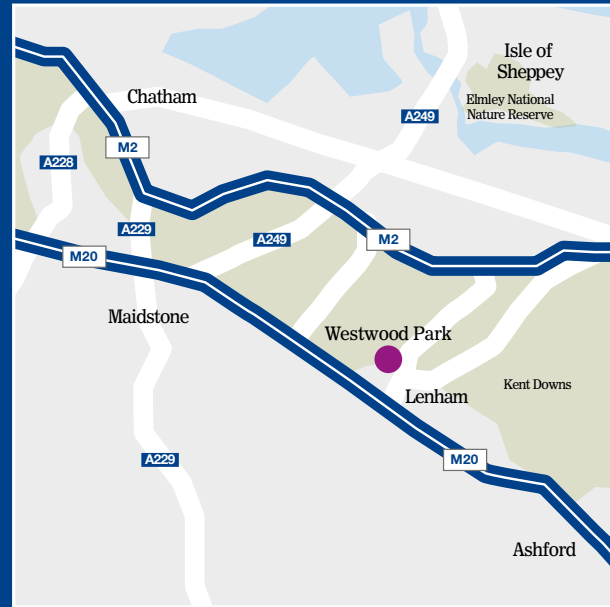 Isle of
Sheppey
Chatham
Elmley National
Nature Reserve
A249
M2
A228
A229
A249
M2
M20
Maidstone
Westwood Park
Kent Downs
Lenham
A229
M20
Ashford